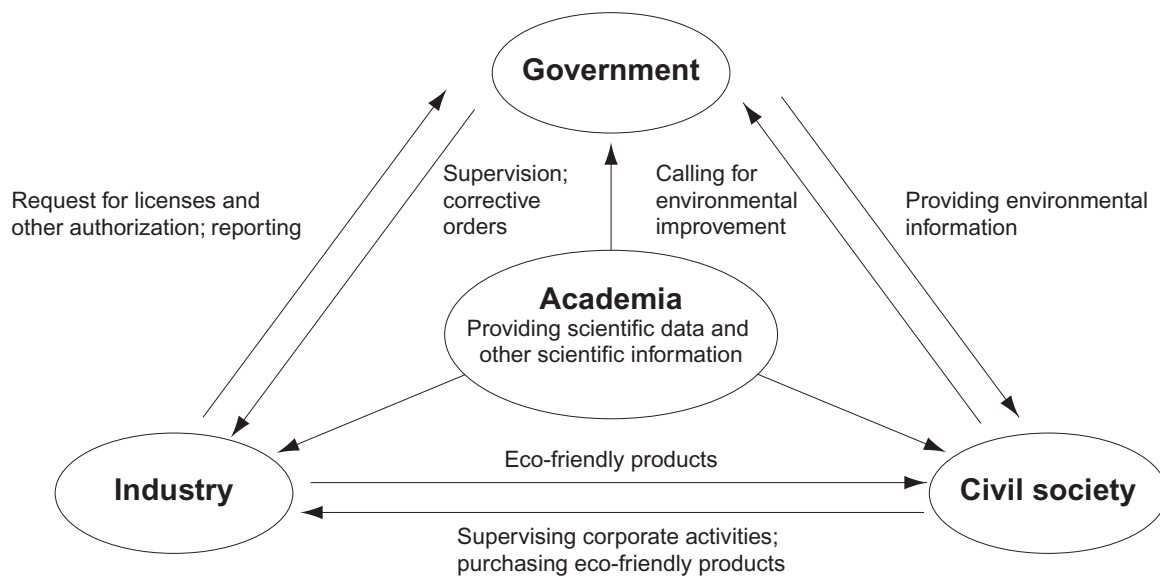 Government
Request for licenses and
other authorization; reporting
Supervision;
corrective
orders
Calling for
environmental
improvement
Providing environmental
information
Academia
Providing scientific data and
other scientific information
Industry
Eco-friendly products
Civil society
Supervising corporate activities;
purchasing eco-friendly products